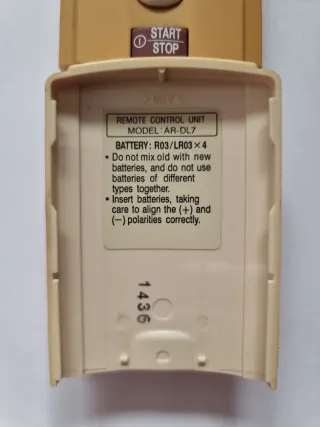 START
STOP
REMOTE CONTROL UNIT
MODEL: AR-DL7
BATTERY: R03/LR03×4
• Do not mix old with new
batteries, and do not use
batteries of different
types together.
• Insert batteries, taking
care to align the (+) and
(−) polarities correctly.
1436